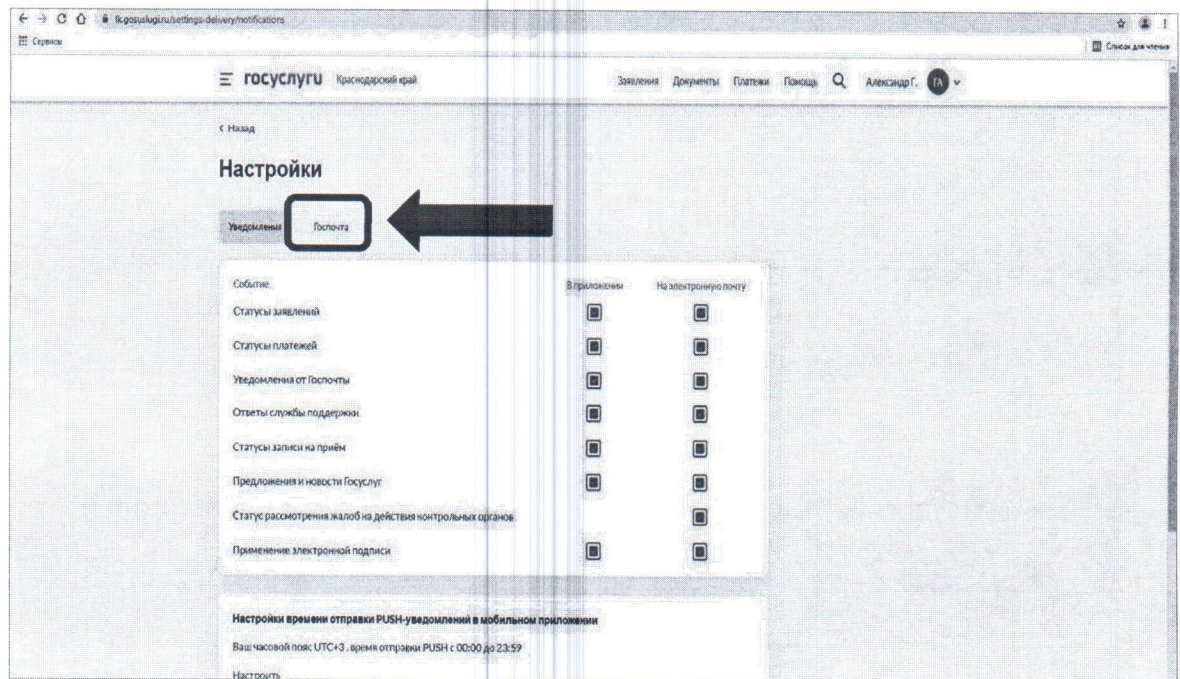 lk.gosuslugi.ru/settings-delivery/notifications
Сервисы
Список для чтения
госуслуги Краснодарский край Заявления Документы Платежи Помощь Александр Г. ГА
< Назад
Настройки
Уведомления Госпочта
Событие В приложении На электронную почту
Статусы заявлений
Статусы платежей
Уведомления от Госпочты
Ответы службы поддержки
Статусы записи на приём
Предложения и новости Госуслуг
Статус рассмотрения жалоб на действия контрольных органов
Применение электронной подписи
Настройки времени отправки PUSH-уведомлений в мобильном приложении
Ваш часовой пояс UTC+3 , время отправки PUSH с 00:00 до 23:59
Настроить